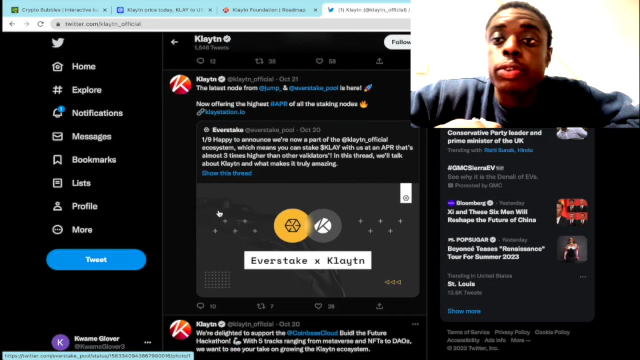 Crypto Bubbles | Interactive b
Klaytn price today, KLAY to U
Klaytn Foundation | Roadmap
(1) Klaytn (@klaytn_official) /
twitter.com/klaytn_official
Klaytn
1,646 Tweets
Follow
Home
Explore
Notifications
Messages
Bookmarks
Lists
Profile
More
Tweet
Kwame Glover
@KwameGlover3
12
35
59
Klaytn @klaytn_official · Oct 21
The latest node from @jump_ & @everstake_pool is here! 🚀
Now offering the highest #APR of all the staking nodes 🔥
klaystation.io
Everstake @everstake_pool · Oct 20
1/9 Happy to announce we're now a part of the @klaytn_official
ecosystem, which means you can stake $KLAY with us at an APR that's
almost 3 times higher than other validators! In this thread, we'll talk
about Klaytn and what makes it truly amazing.
Show this thread
Everstake x Klaytn
10
7
38
Klaytn @klaytn_official · Oct 20
We're delighted to support the @CoinbaseCloud Buidl the Future
Hackathon! With 5 tracks ranging from metaverse and NFTs to DAOs,
we want to see your take on growing the Klaytn ecosystem.
Conservative Party leader and
prime minister of the UK
Trending with Rishi Sunak, Hindu
#GMCSierraEV
See why it is the Denali of EVs.
Promoted by GMC
Bloomberg · Yesterday
Xi and These Six Men Will
Reshape the Future of China
POPSUGAR · Yesterday
Beyoncé Teases "Renaissance"
Tour For Summer 2023
Trending in United States
St. Louis
13.6K Tweets
Show more
Terms of Service Privacy Policy Cookie Policy
Accessibility Ads info More
© 2022 Twitter, Inc.